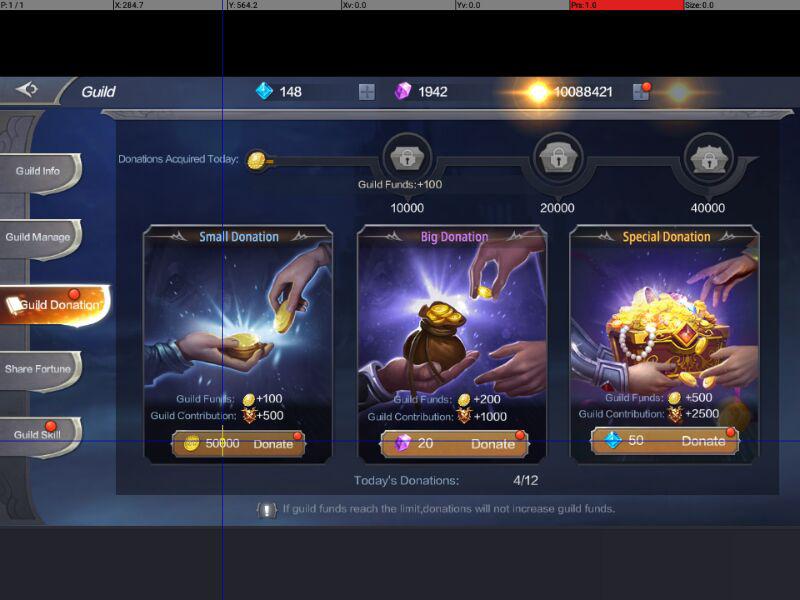 P: 1 / 1 X: 284.7 Y: 564.2 Xv: 0.0 Yv: 0.0 Prs: 1.0 Size: 0.0
Guild 148 1942 10088421
Donations Acquired Today:
Guild Funds:+100
10000 20000 40000
Guild Info
Guild Manage
Guild Donation
Share Fortune
Guild Skill
Small Donation
Guild Funds: +100
Guild Contribution: +500
50000 Donate
Big Donation
Guild Funds: +200
Guild Contribution: +1000
20 Donate
Special Donation
Guild Funds: +500
Guild Contribution: +2500
50 Donate
Today's Donations: 4/12
If guild funds reach the limit,donations will not increase guild funds.